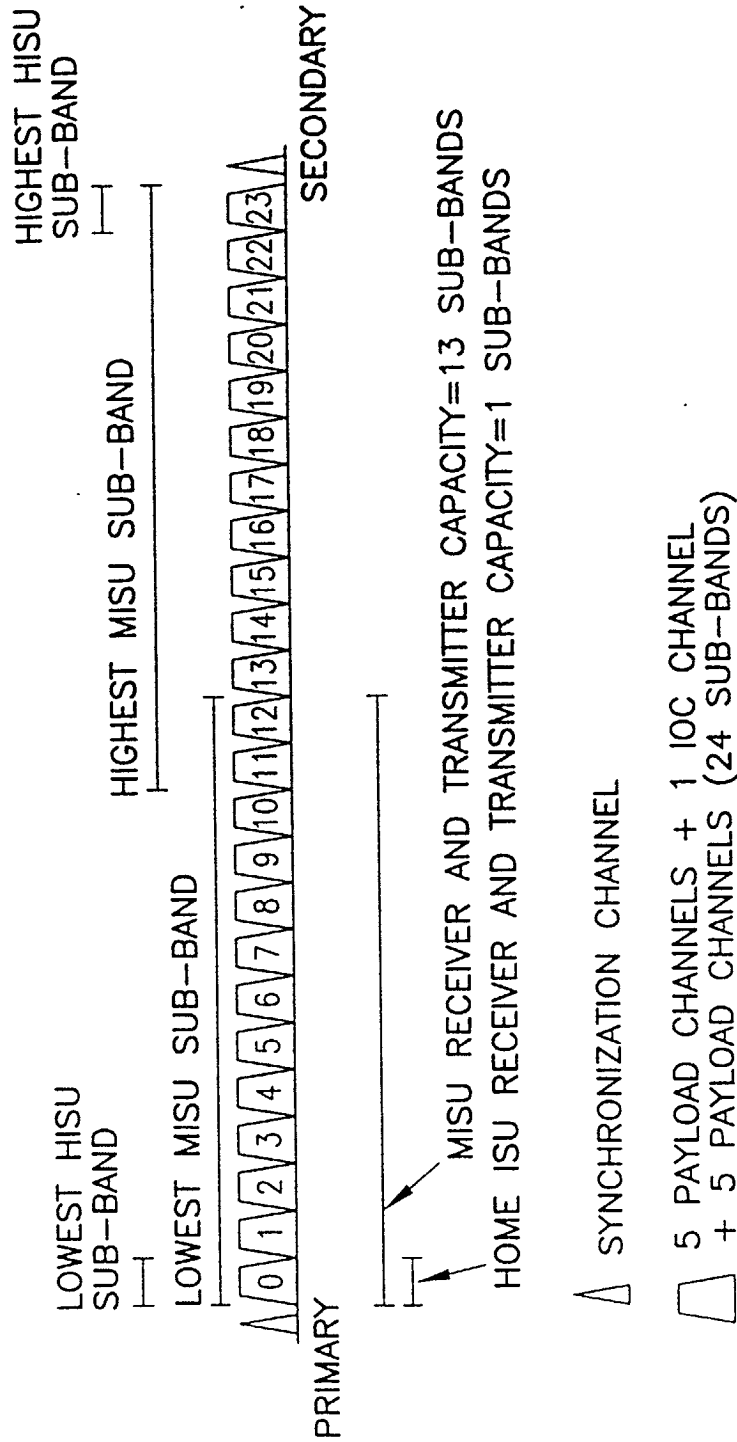 HIGHEST HISU
SUB-BAND
HIGHEST MISU SUB-BAND
LOWEST HISU
SUB-BAND
LOWEST MISU SUB-BAND
0 1 2 3 4 5 6 7 8 9 10 11 12 13 14 15 16 17 18 19 20 21 22 23
PRIMARY
SECONDARY
MISU RECEIVER AND TRANSMITTER CAPACITY=13 SUB-BANDS
HOME ISU RECEIVER AND TRANSMITTER CAPACITY=1 SUB-BANDS
SYNCHRONIZATION CHANNEL
5 PAYLOAD CHANNELS + 1 IOC CHANNEL
+ 5 PAYLOAD CHANNELS (24 SUB-BANDS)